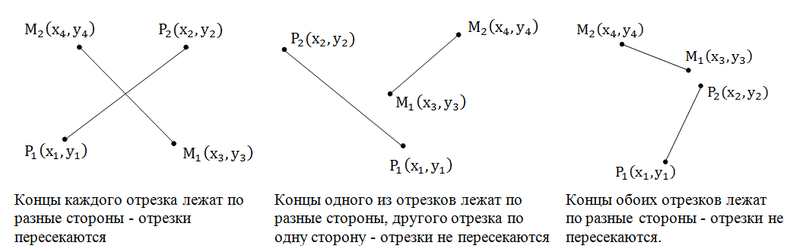 M₂(x₄,y₄)
P₂(x₂,y₂)
P₁(x₁,y₁)
M₁(x₃,y₃)
Концы каждого отрезка лежат по
разные стороны - отрезки
пересекаются
M₂(x₄,y₄)
P₂(x₂,y₂)
M₁(x₃,y₃)
P₁(x₁,y₁)
Концы одного из отрезков лежат по
разные стороны, другого отрезка по
одну сторону - отрезки не пересекаются
M₂(x₄,y₄)
M₁(x₃,y₃)
P₂(x₂,y₂)
P₁(x₁,y₁)
Концы обоих отрезков лежат
по разные стороны - отрезки не
пересекаются.